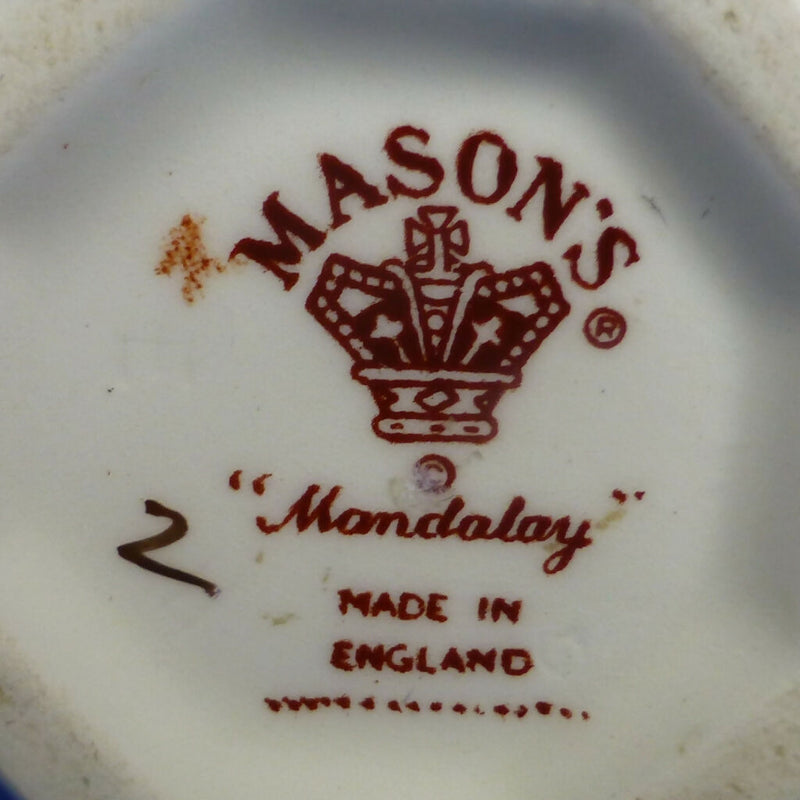 MASON'S
®
"Mandalay"
2
MADE IN
ENGLAND